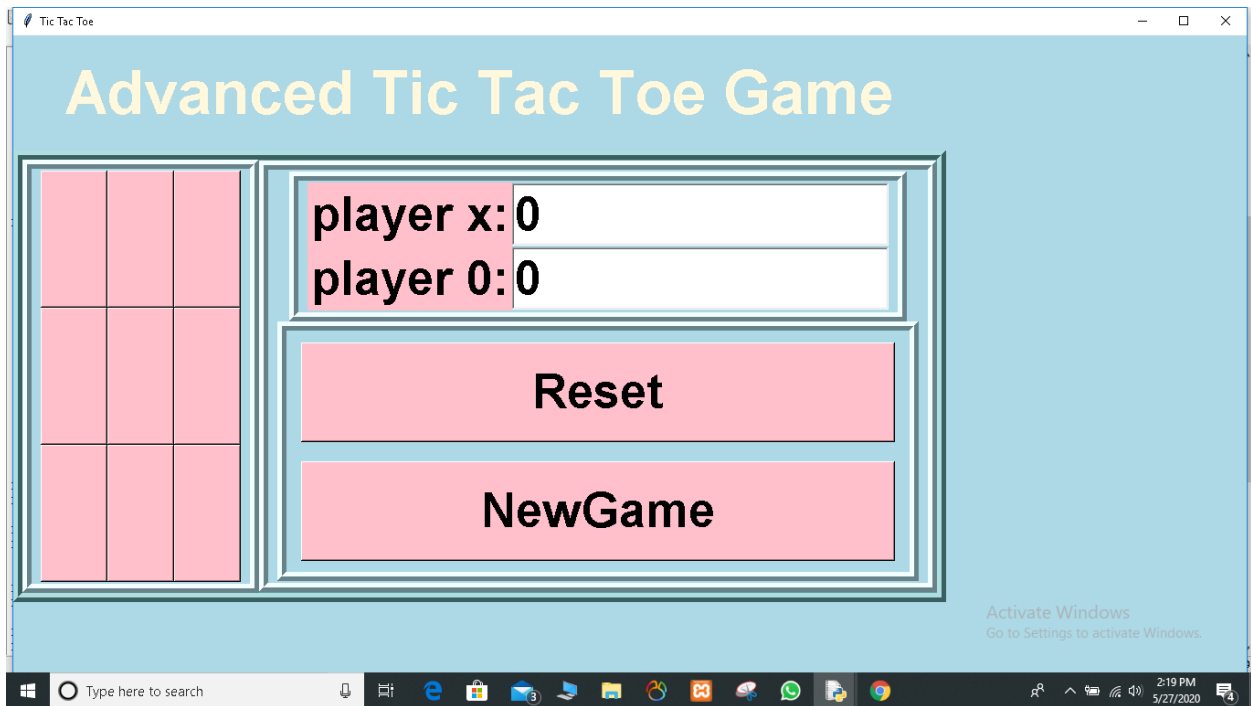 Tic Tac Toe
Advanced Tic Tac Toe Game
player x: 0
player 0: 0
Reset
NewGame
Activate Windows
Go to Settings to activate Windows.
Type here to search
3
2:19 PM
5/27/2020
4